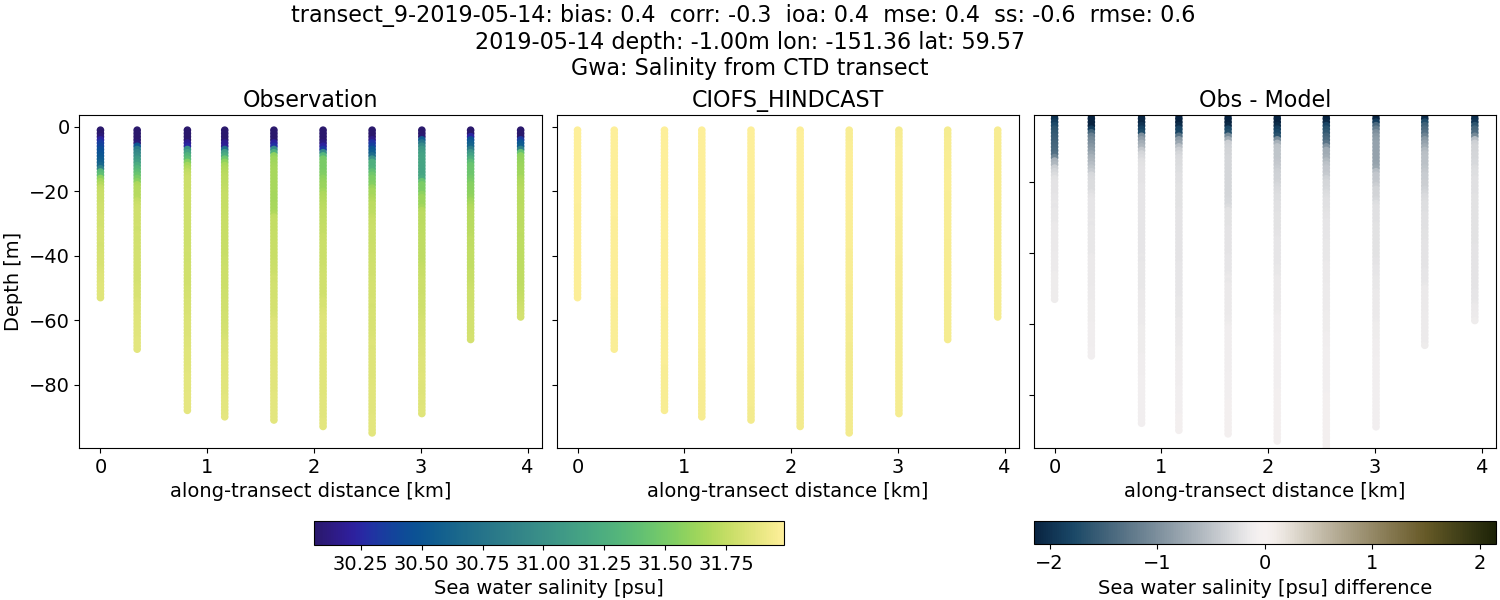 transect_9-2019-05-14: bias: 0.4 corr: -0.3 ioa: 0.4 mse: 0.4 ss: -0.6 rmse: 0.6
2019-05-14 depth: -1.00m lon: -151.36 lat: 59.57
Gwa: Salinity from CTD transect
Observation
CIOFS_HINDCAST
Obs - Model
Depth [m]
0
−20
−40
−60
−80
0 1 2 3 4
along-transect distance [km]
0 1 2 3 4
along-transect distance [km]
0 1 2 3 4
along-transect distance [km]
30.25 30.50 30.75 31.00 31.25 31.50 31.75
Sea water salinity [psu]
−2 −1 0 1 2
Sea water salinity [psu] difference